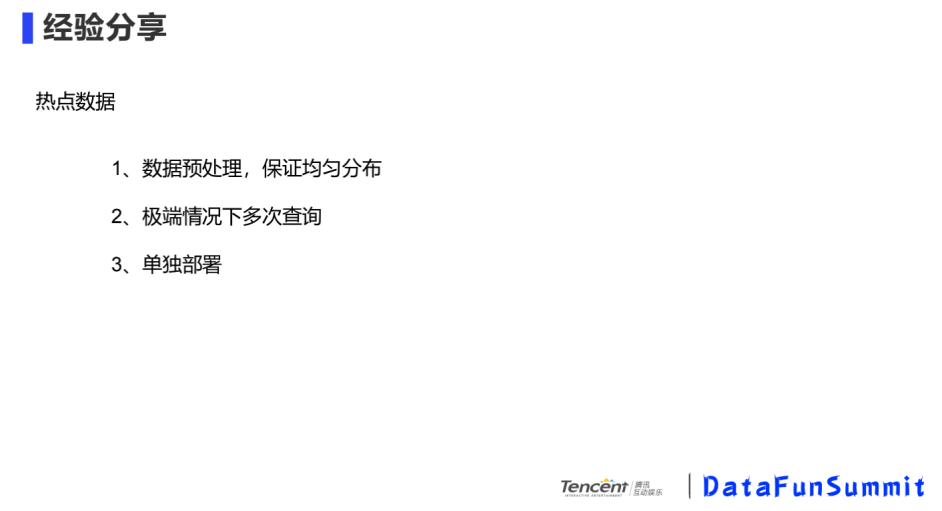 经验分享
热点数据
1、数据预处理，保证均匀分布
2、极端情况下多次查询
3、单独部署
Tencent 腾讯
INTERACTIVE ENTERTAINMENT 互动娱乐
DataFunSummit